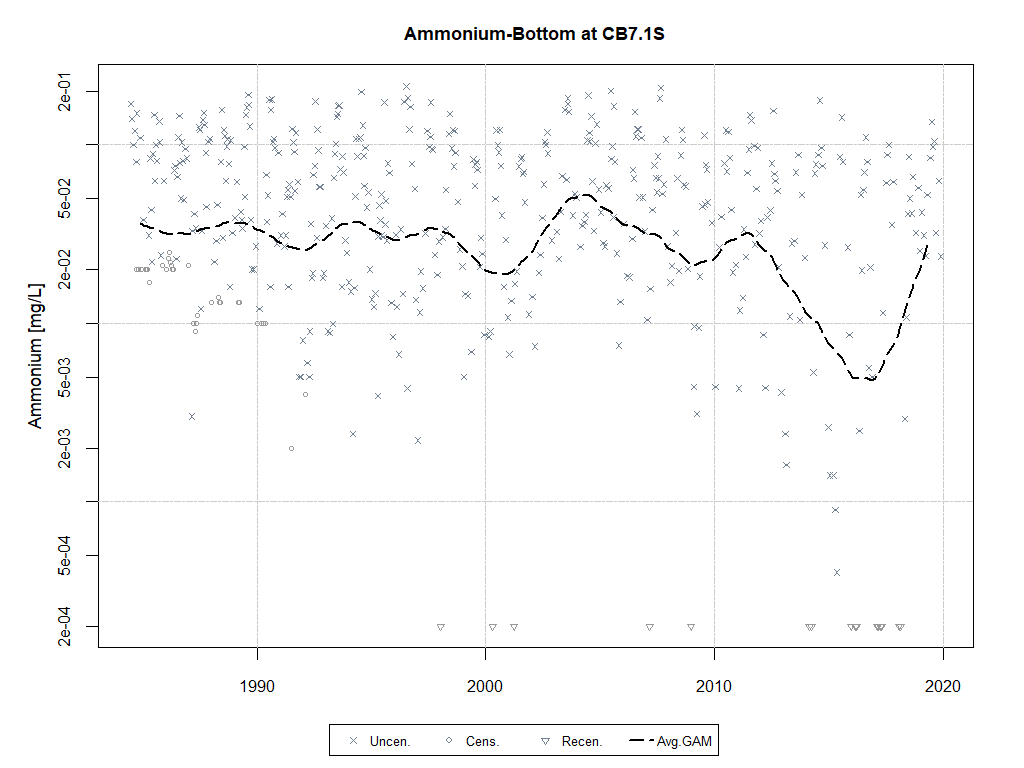 Ammonium-Bottom at CB7.1S
Ammonium [mg/L]
2e-01
5e-02
2e-02
5e-03
2e-03
5e-04
2e-04
1990 2000 2010 2020
Uncen. Cens. Recen. Avg.GAM